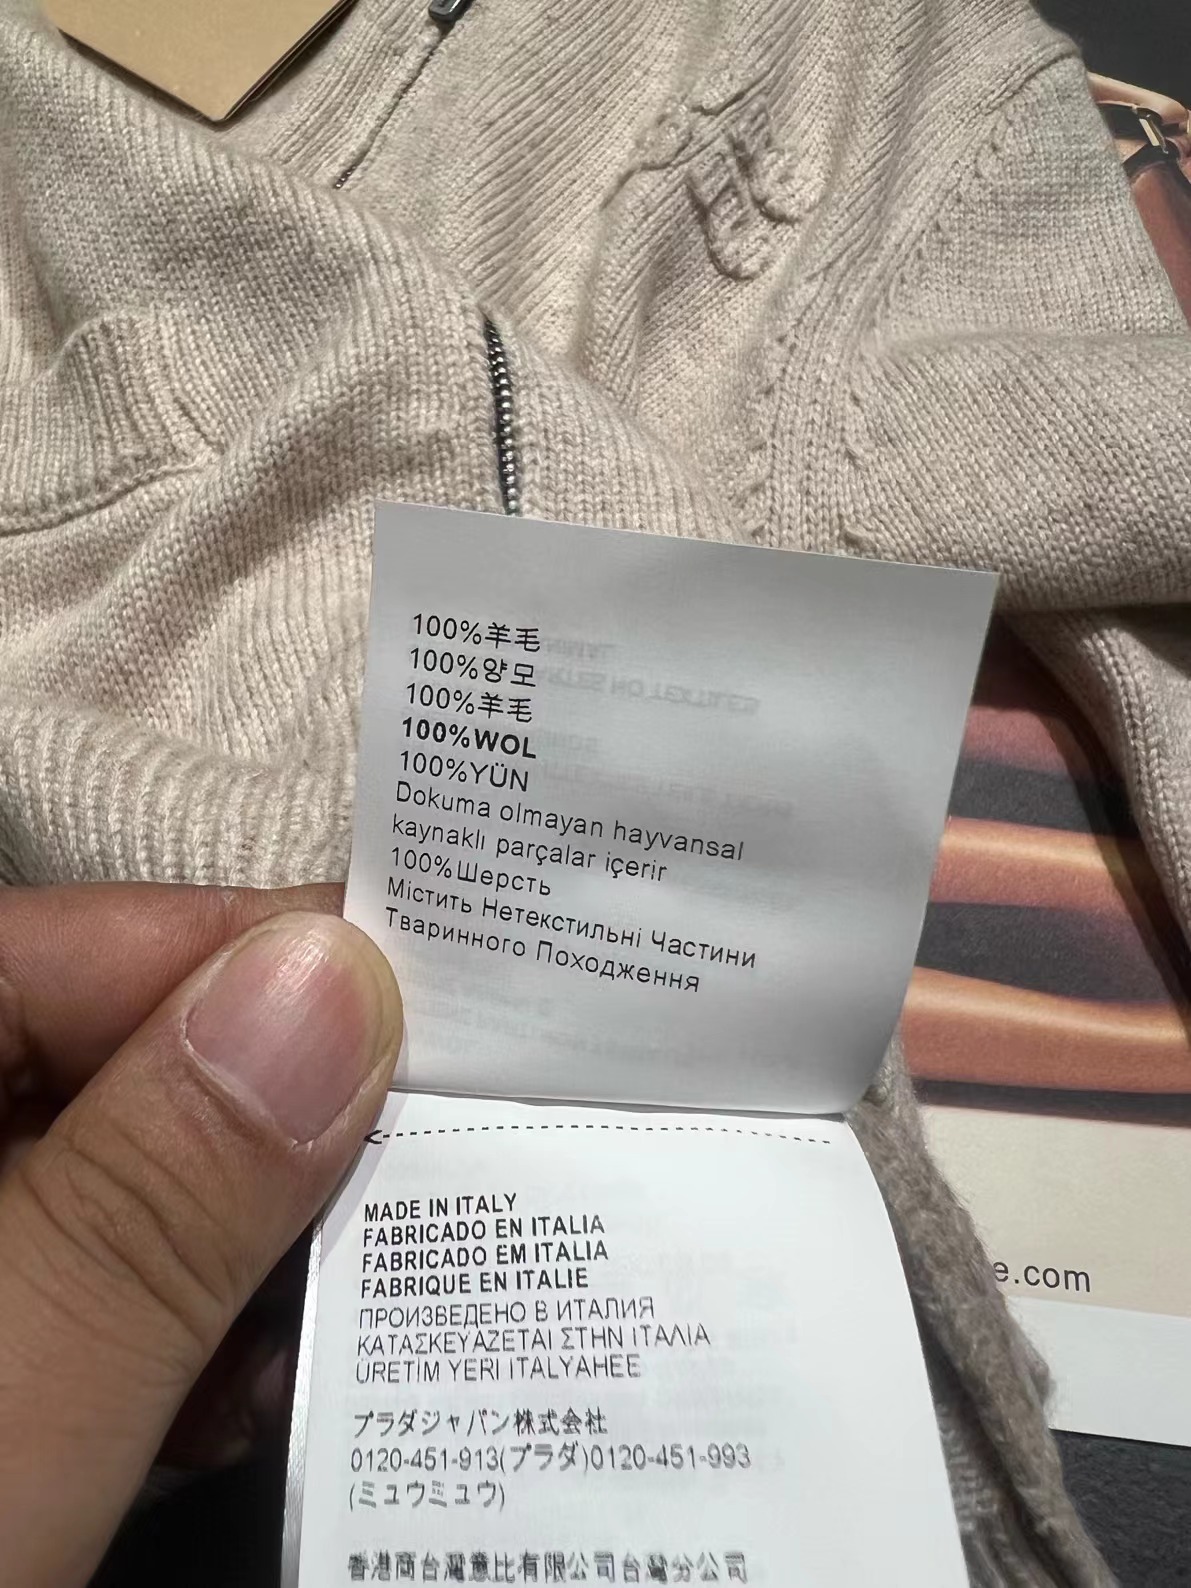 100%羊毛
100%양모
100%羊毛
100%WOL
100%YÜN
Dokuma olmayan hayvansal
kaynaklı parçalar içerir
100%Шерсть
Містить Нетекстильні Частини
Тваринного Походження
MADE IN ITALY
FABRICADO EN ITALIA
FABRICADO EM ITALIA
FABRIQUE EN ITALIE
ПРОИЗВЕДЕНО В ИТАЛИЯ
ΚΑΤΑΣΚΕΥΑΖΕΤΑΙ ΣΤΗΝ ΙΤΑΛΙΑ
ÜRETİM YERI ITALYAHEE
プラダジャパン株式会社
0120-451-913(プラダ)0120-451-993
(ミュウミュウ)
香港商台灣意比有限公司台灣分公司
e.com